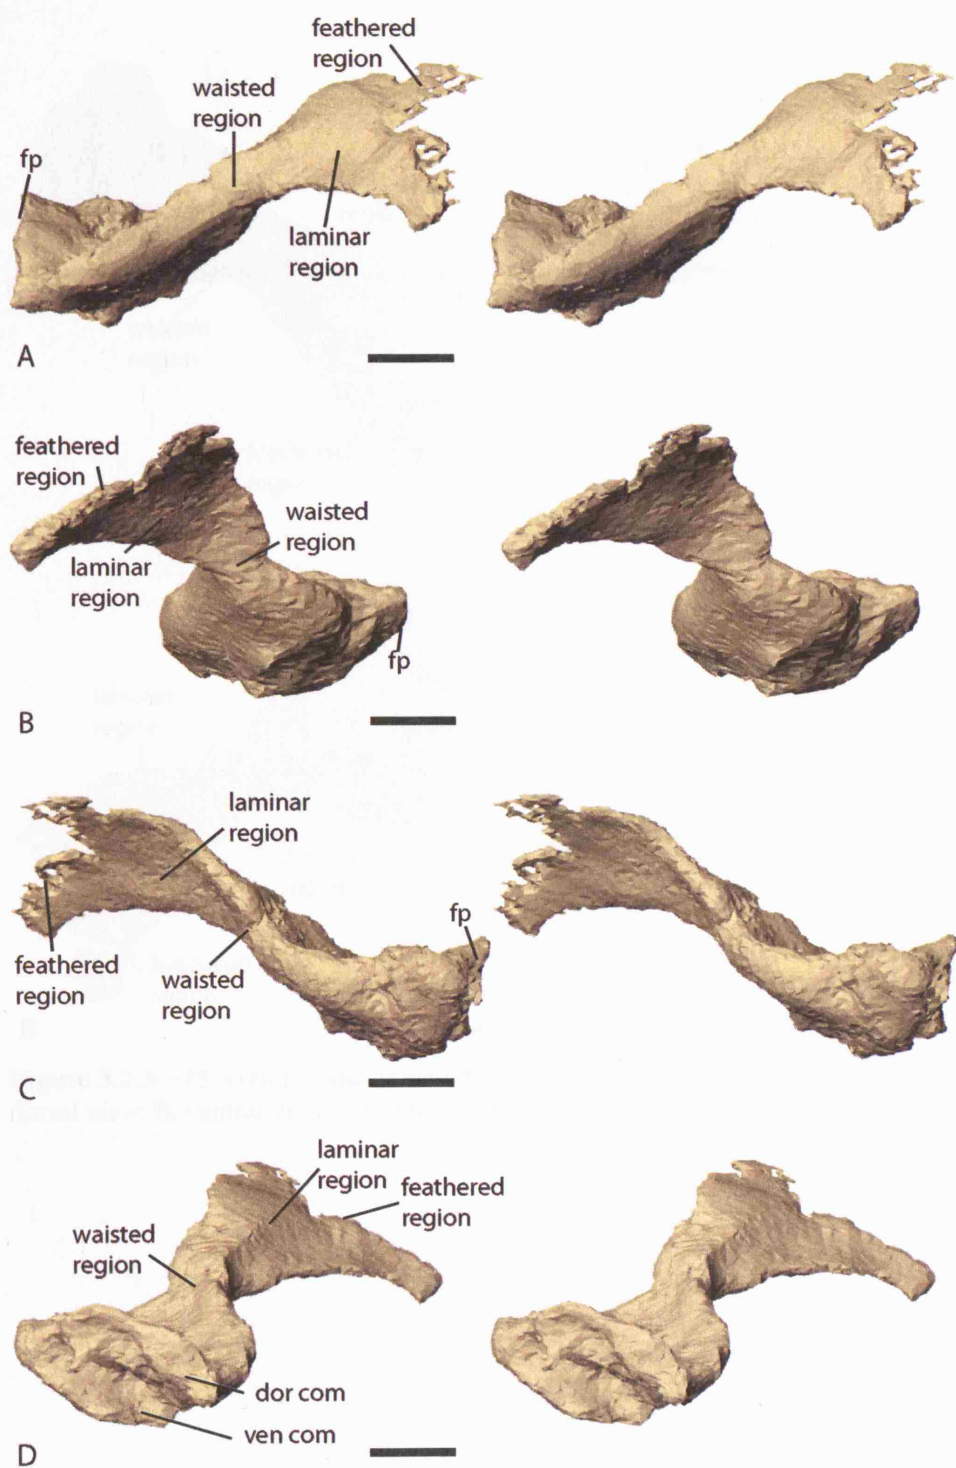 feathered
region
waisted
region
fp
laminar
region
A
feathered
region
waisted
region
laminar
region
fp
B
laminar
region
fp
feathered
region
waisted
region
C
laminar
region
feathered
region
waisted
region
dor com
ven com
D